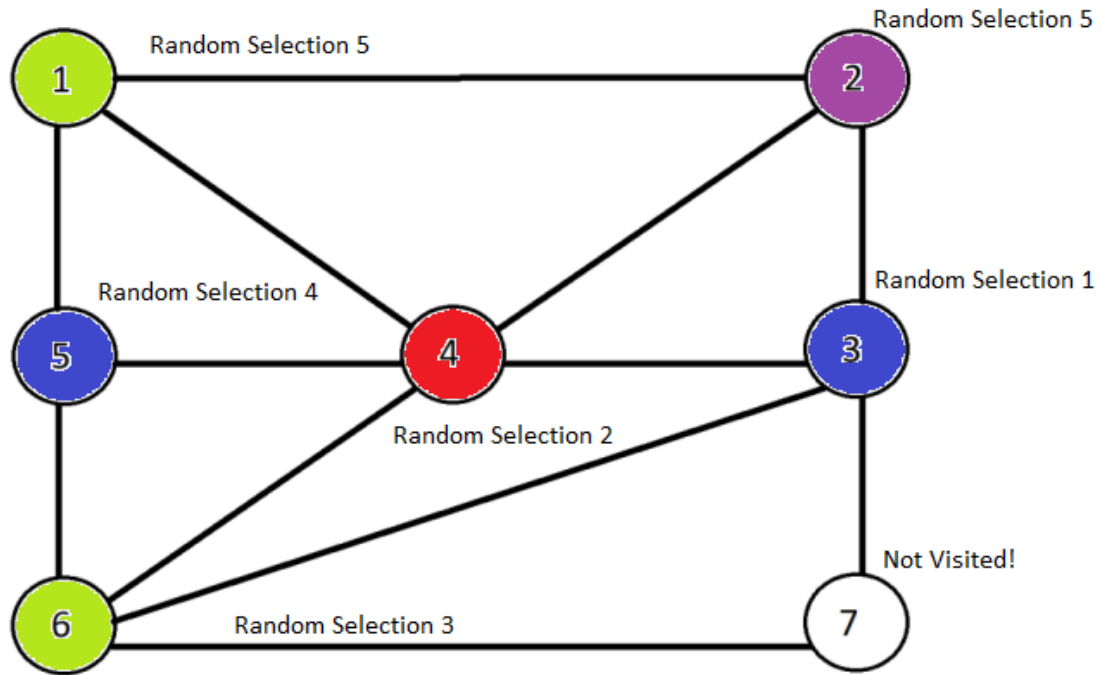 Random Selection 5
Random Selection 5
1
2
Random Selection 4
Random Selection 1
5
4
3
Random Selection 2
Not Visited!
6
Random Selection 3
7